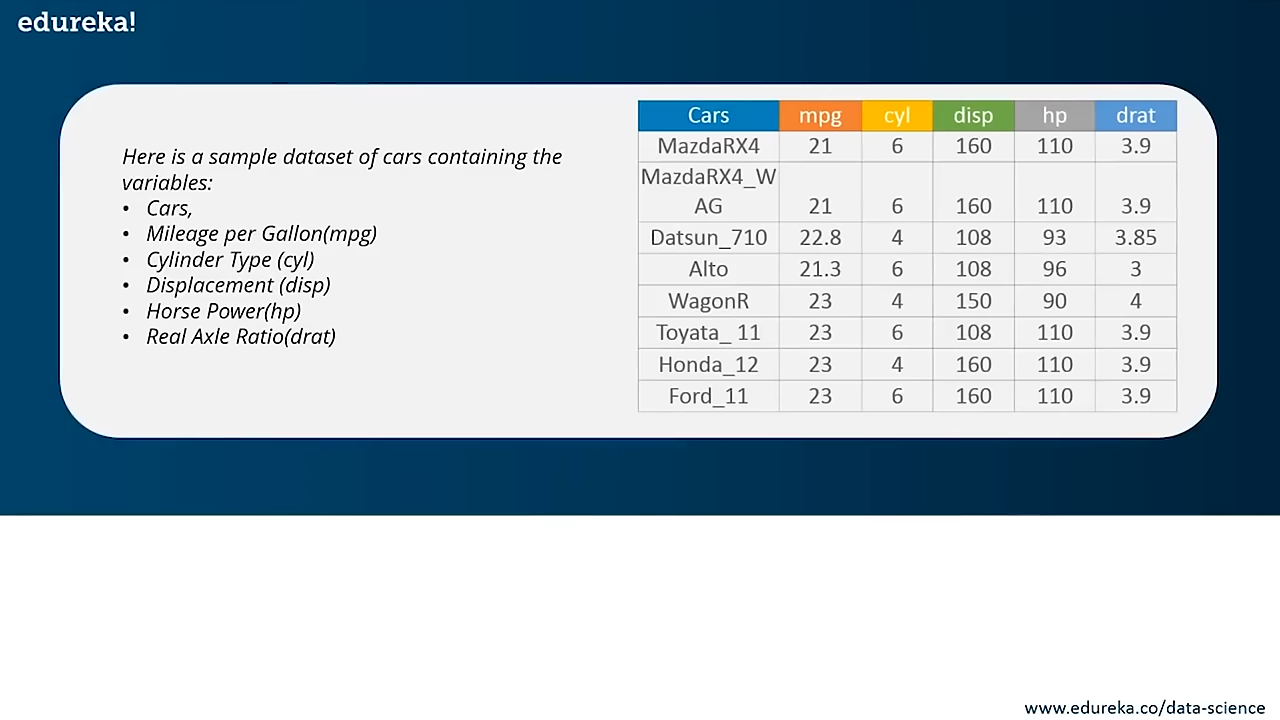 edureka!
Here is a sample dataset of cars containing the
variables:
• Cars,
• Mileage per Gallon(mpg)
• Cylinder Type (cyl)
• Displacement (disp)
• Horse Power(hp)
• Real Axle Ratio(drat)
Cars mpg cyl disp hp drat
MazdaRX4 21 6 160 110 3.9
MazdaRX4_W
AG 21 6 160 110 3.9
Datsun_710 22.8 4 108 93 3.85
Alto 21.3 6 108 96 3
WagonR 23 4 150 90 4
Toyata_ 11 23 6 108 110 3.9
Honda_12 23 4 160 110 3.9
Ford_11 23 6 160 110 3.9
www.edureka.co/data-science